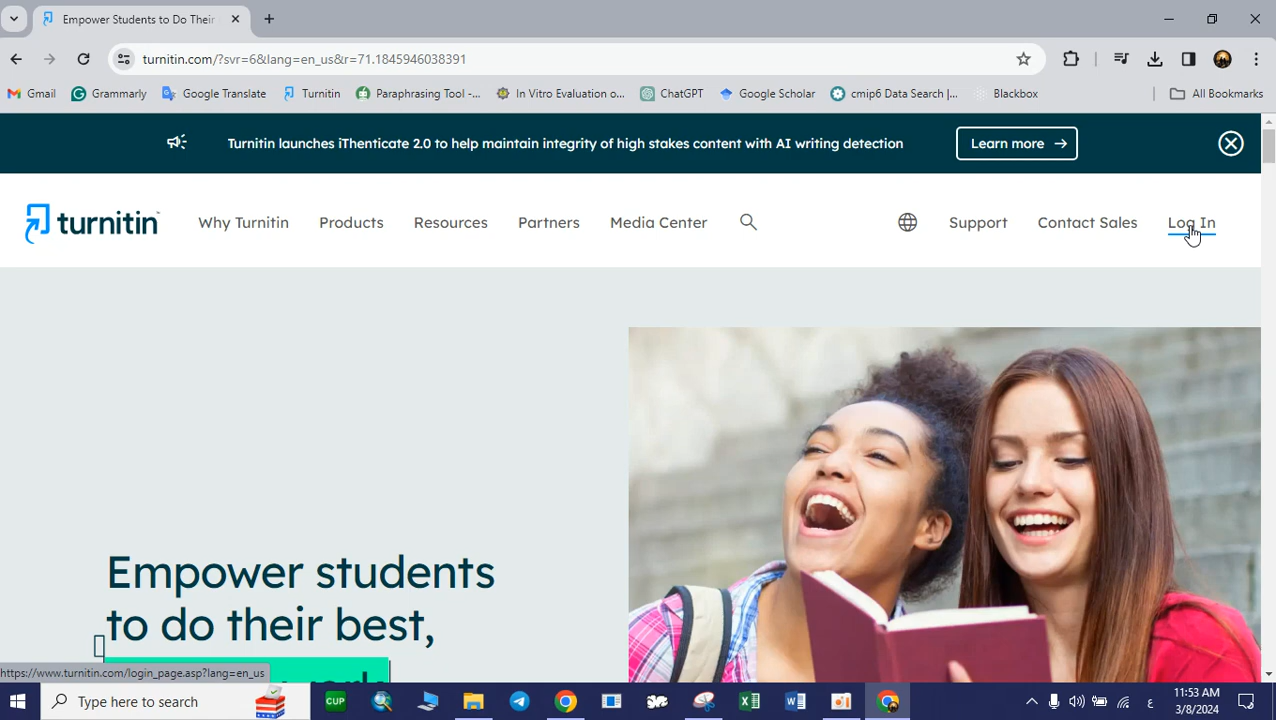 Empower Students to Do Their
turnitin.com/?svr=6&lang=en_us&r=71.1845946038391
Gmail
Grammarly
Google Translate
Turnitin
Paraphrasing Tool -...
In Vitro Evaluation o...
ChatGPT
Google Scholar
cmip6 Data Search |...
Blackbox
All Bookmarks
Turnitin launches iThenticate 2.0 to help maintain integrity of high stakes content with AI writing detection
Learn more →
turnitin
Why Turnitin
Products
Resources
Partners
Media Center
Support
Contact Sales
Log In
Empower students
to do their best,
work
https://www.turnitin.com/login_page.asp?lang=en_us
Type here to search
CUP
ع
11:53 AM
3/8/2024